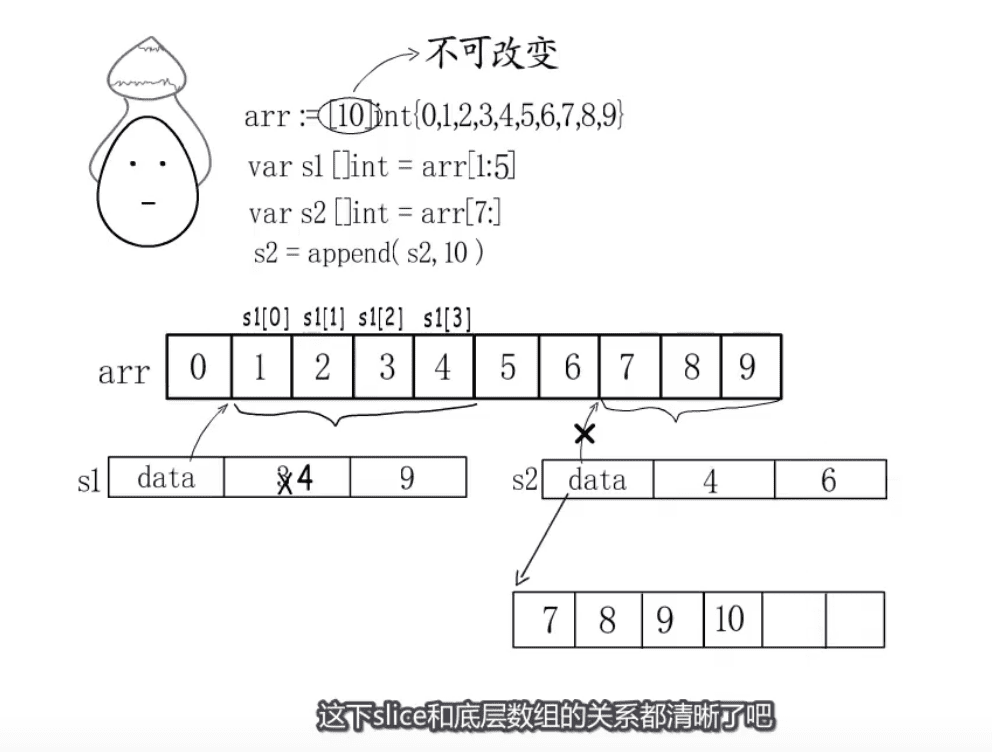 不可改变
arr := [10]int{0,1,2,3,4,5,6,7,8,9}
var s1 []int = arr[1:5]
var s2 []int = arr[7:]
s2 = append( s2, 10 )
s1[0] s1[1] s1[2] s1[3]
arr 0 1 2 3 4 5 6 7 8 9
s1 data 3 4 9
s2 data 4 6
7 8 9 10
这下slice和底层数组的关系都清晰了吧